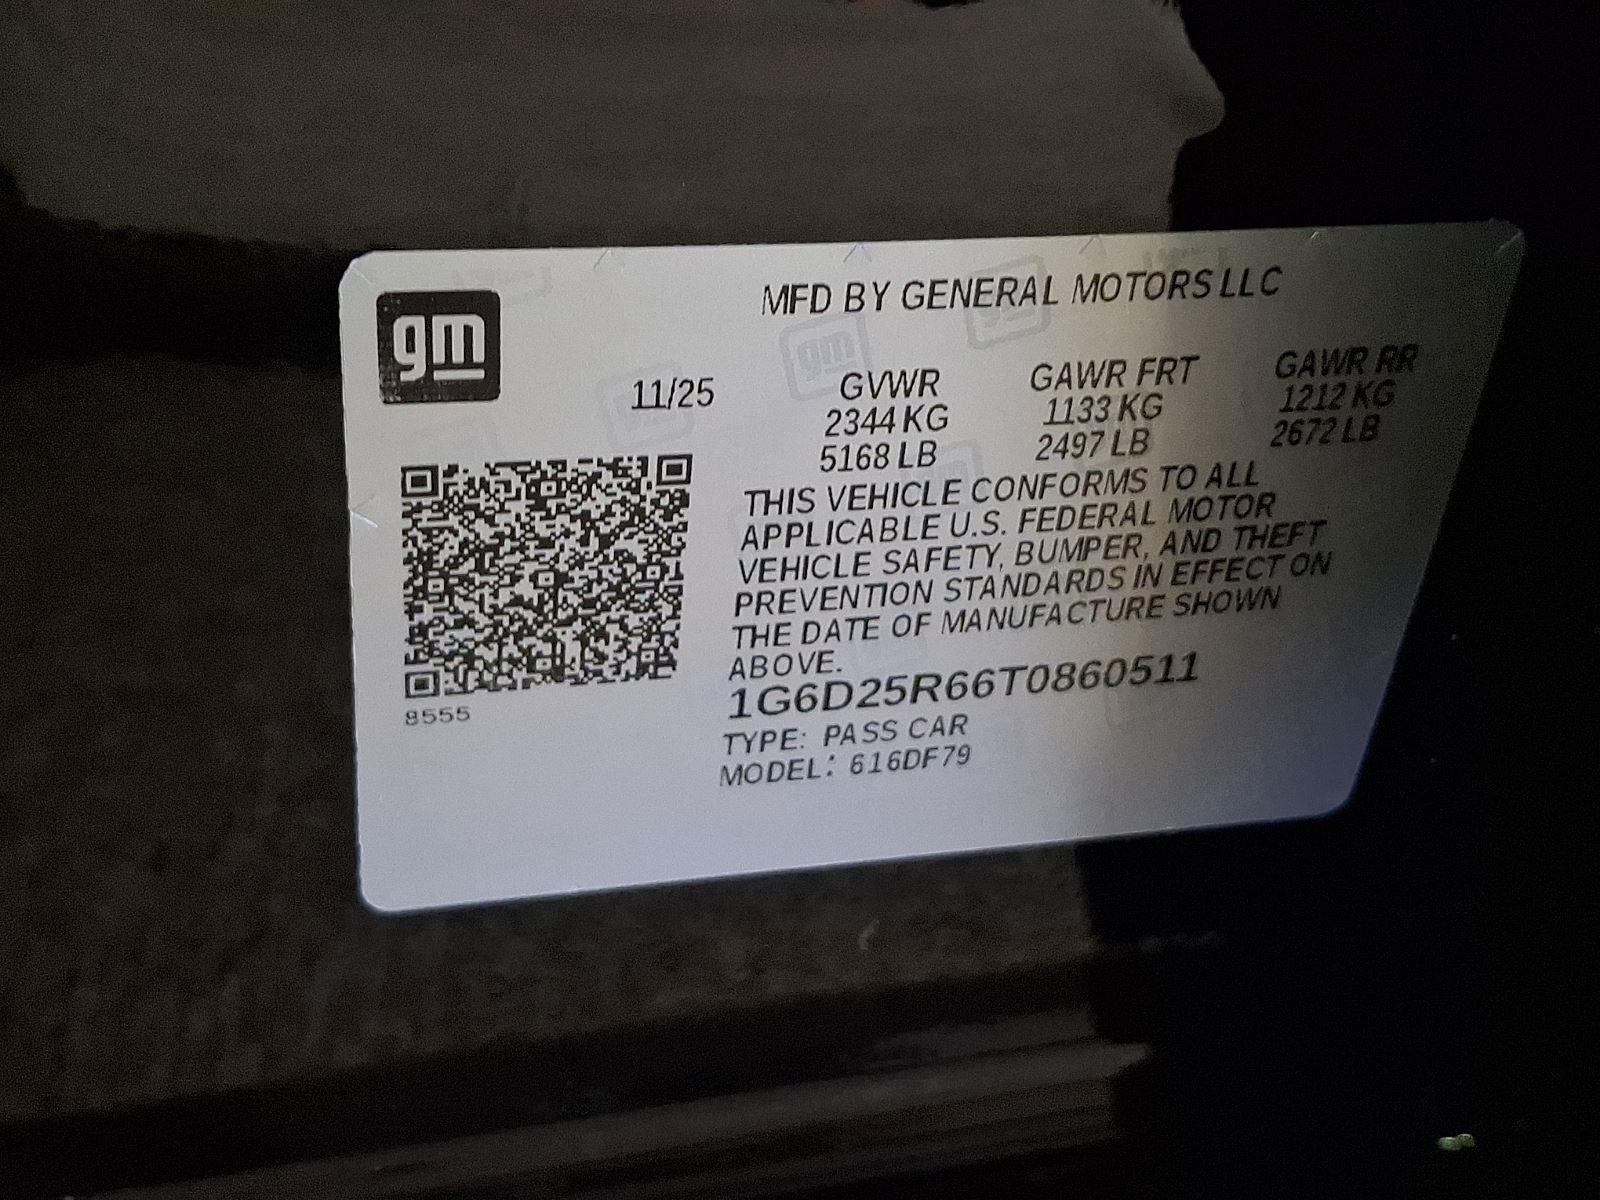 gm
MFD BY GENERAL MOTORS LLC
11/25
GVWR
2344 KG
5168 LB
GAWR FRT
1133 KG
2497 LB
GAWR RR
1212 KG
2672 LB
THIS VEHICLE CONFORMS TO ALL
APPLICABLE U.S. FEDERAL MOTOR
VEHICLE SAFETY, BUMPER, AND THEFT
PREVENTION STANDARDS IN EFFECT ON
THE DATE OF MANUFACTURE SHOWN
ABOVE.
1G6D25R66T0860511
TYPE: PASS CAR
MODEL: 616DF79
8555